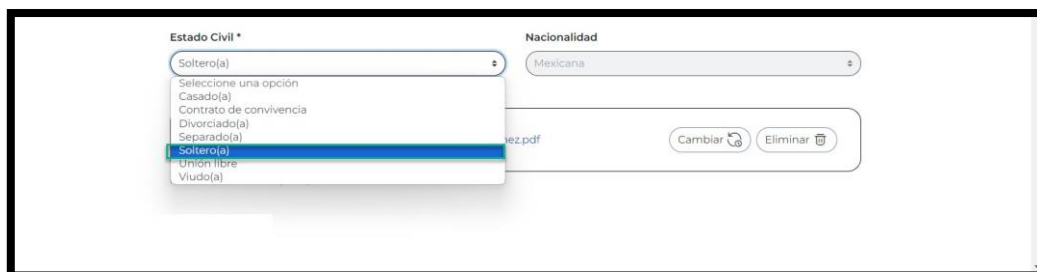 Estado Civil *
Nacionalidad
Soltero(a)
Mexicana
Seleccione una opción
Casado(a)
Contrato de convivencia
Divorciado(a)
Separado(a)
Soltero(a)
Unión libre
Viudo(a)
ez.pdf
Cambiar
Eliminar